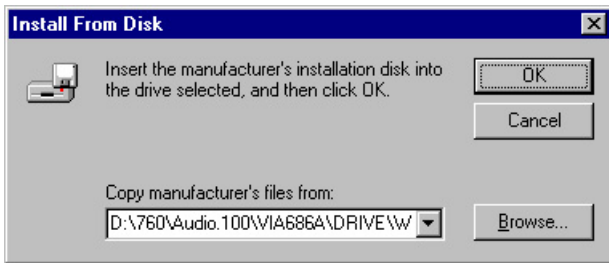 Install From Disk
Insert the manufacturer's installation disk into
the drive selected, and then click OK.
OK
Cancel
Copy manufacturer's files from:
D:\760\Audio.100\VIA686A\DRIVE\W
Browse...